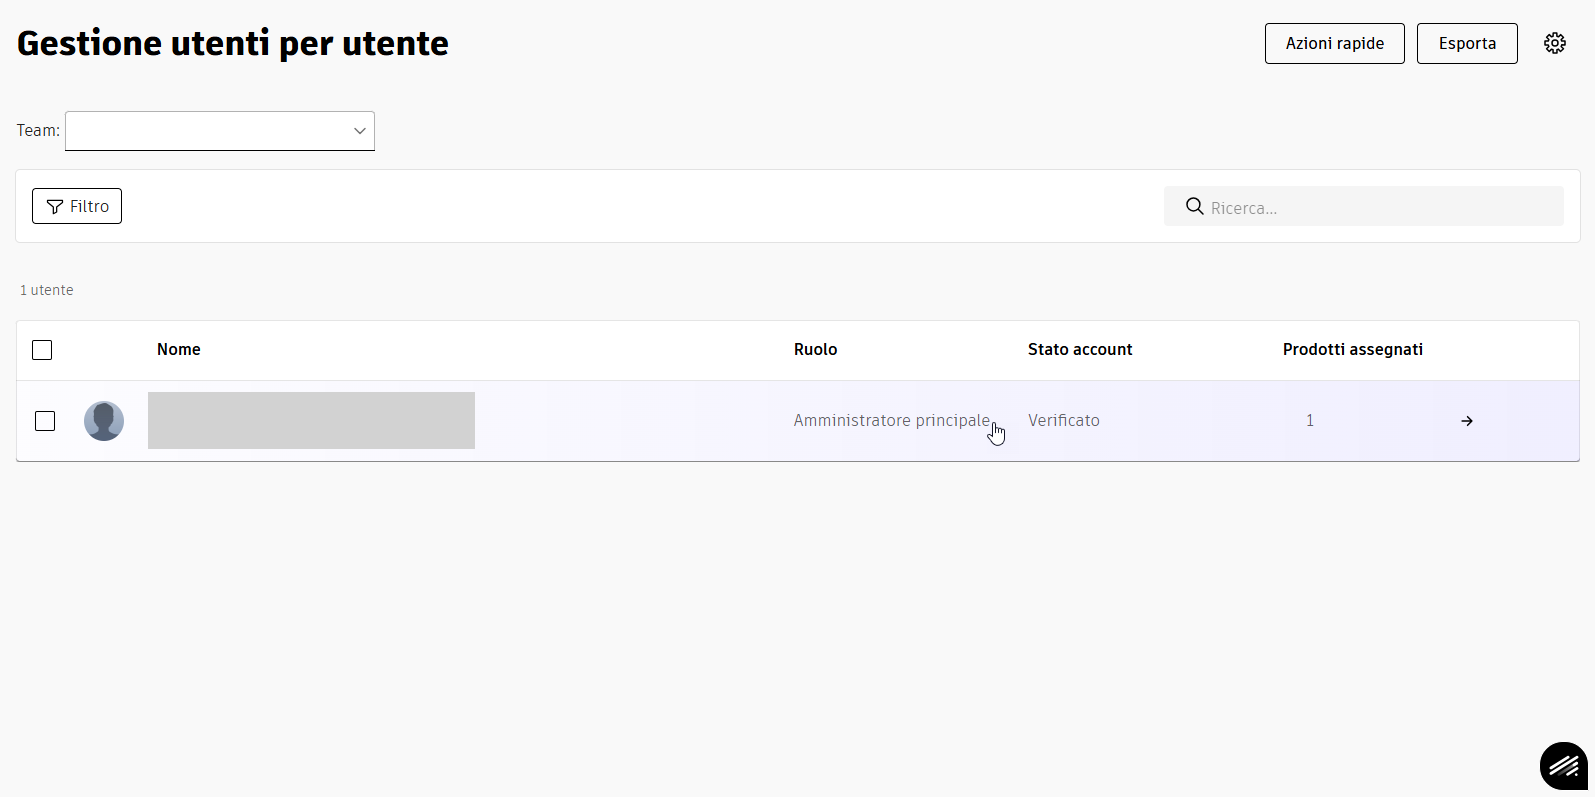 Gestione utenti per utente
Azioni rapide
Esporta
Team:
Filtro
Ricerca...
1 utente
Nome Ruolo Stato account Prodotti assegnati
Amministratore principale Verificato 1